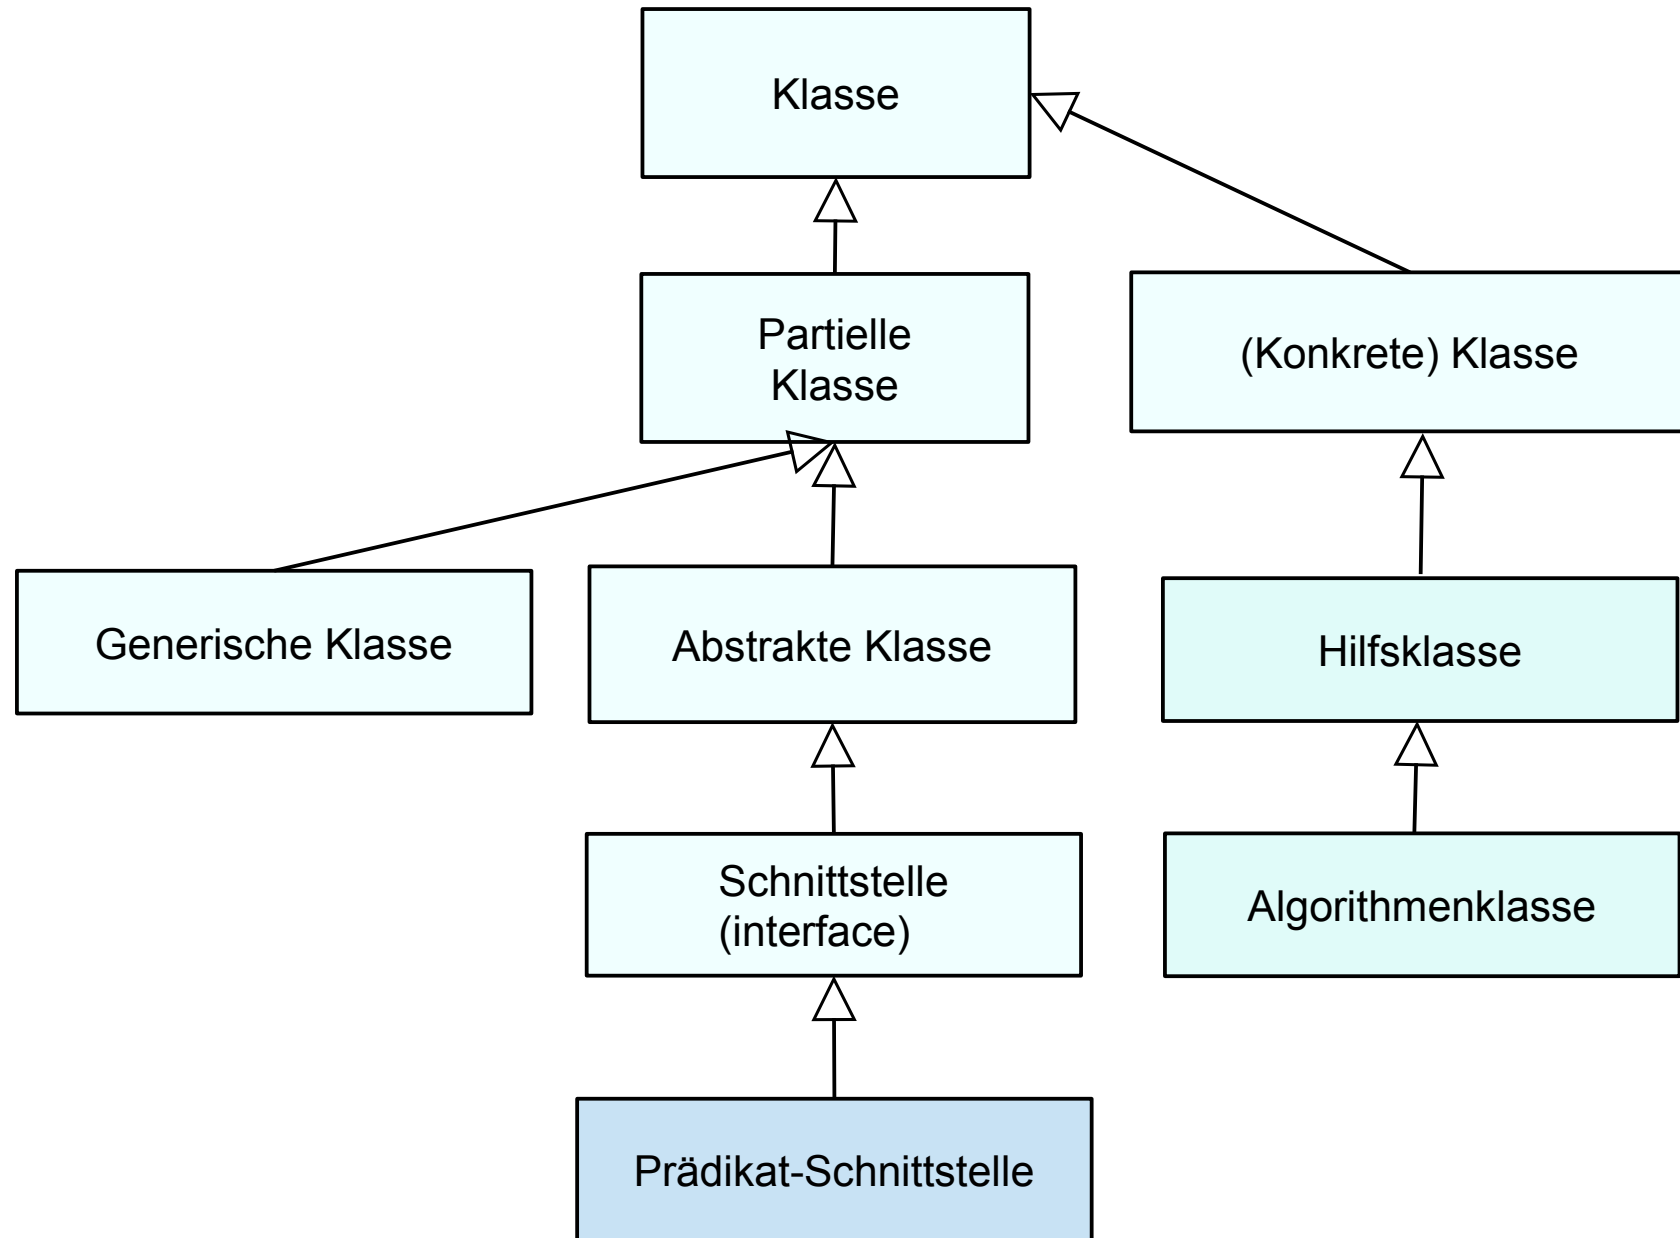 Klasse
Partielle
Klasse
(Konkrete) Klasse
Generische Klasse
Abstrakte Klasse
Hilfsklasse
Schnittstelle
(interface)
Algorithmenklasse
Prädikat-Schnittstelle